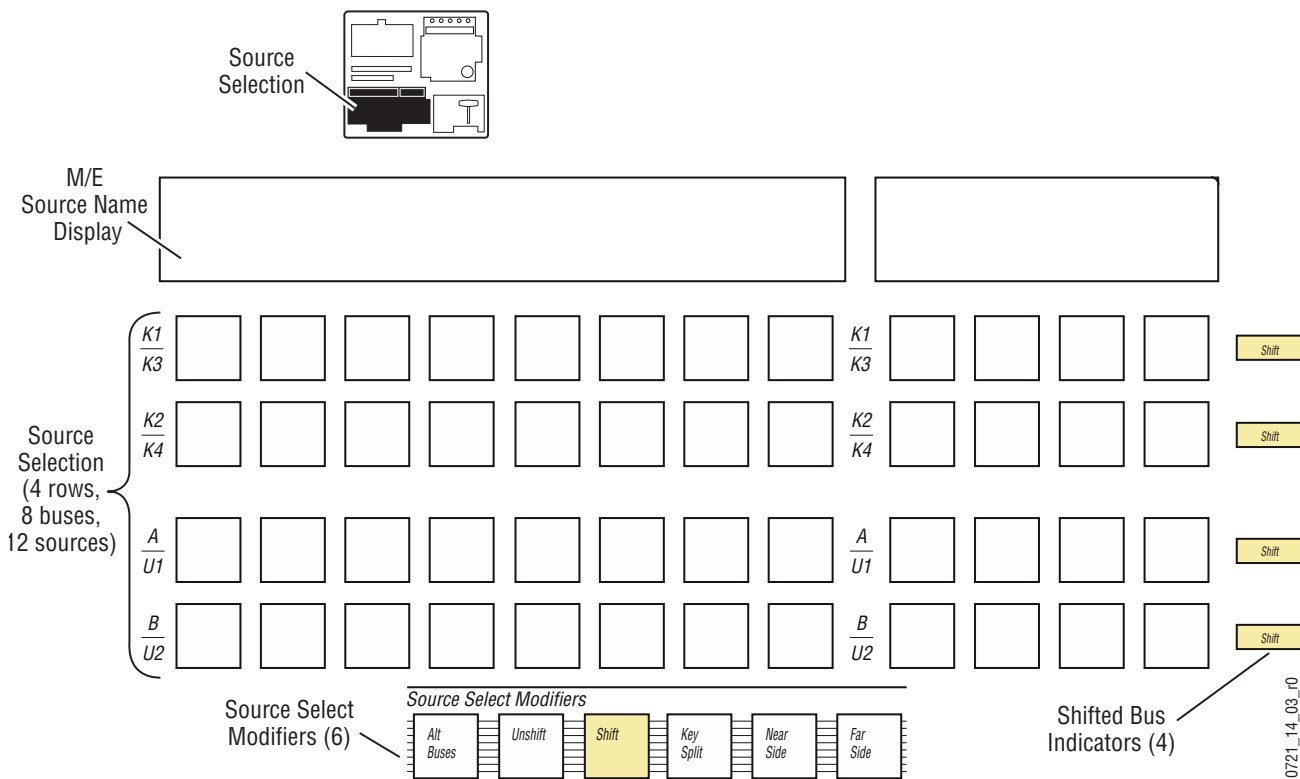 Source
Selection
M/E
Source Name
Display
K1
K3
K1
K3
Shift
K2
K4
K2
K4
Shift
Source
Selection
(4 rows,
8 buses,
12 sources)
A
U1
A
U1
Shift
B
U2
B
U2
Shift
Source Select Modifiers
Source Select
Modifiers (6)
Alt
Buses
Unshift
Shift
Key
Split
Near
Side
Far
Side
Shifted Bus
Indicators (4)
0721_14_03_r0